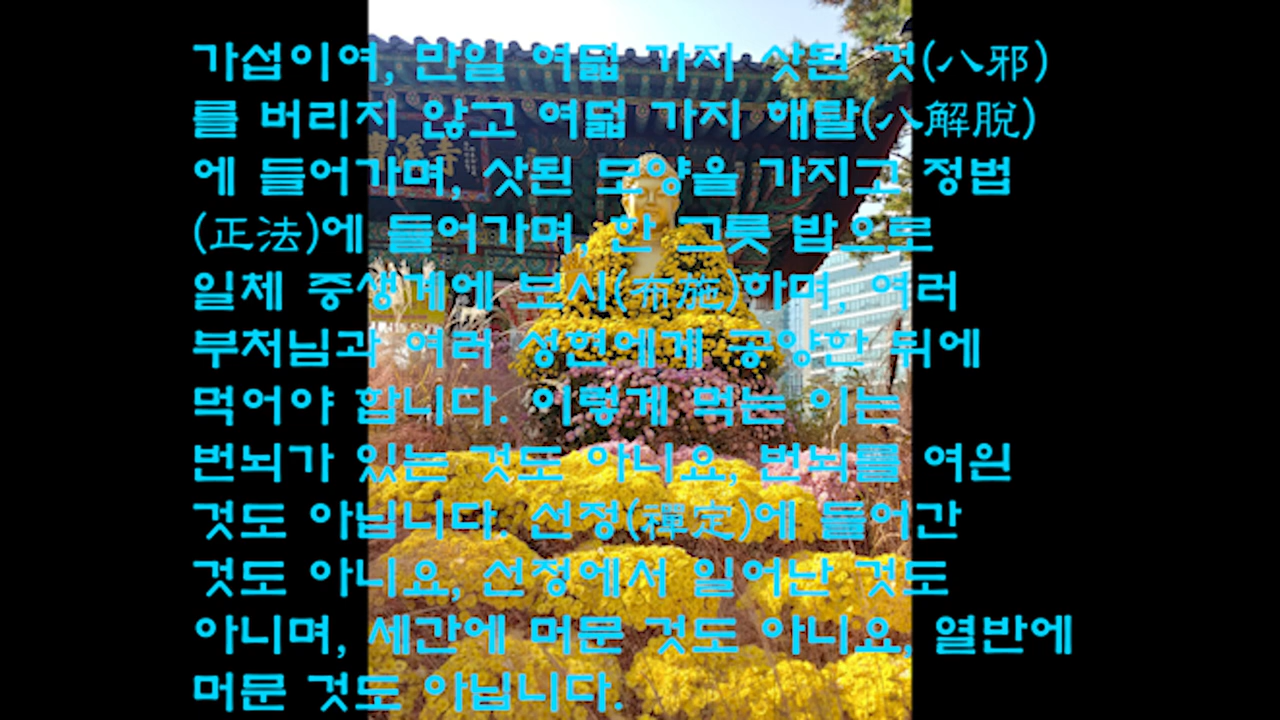 가섭이여, 만일 여덟 가지 삿된 것(八邪)
를 버리지 않고 여덟 가지 해탈(八解脫)
에 들어가며, 삿된 모양을 가지고 정법
(正法)에 들어가며, 한 그릇 밥으로
일체 중생계에 보시(布施)하며, 여러
부처님과 여러 성현에게 공양한 뒤에
먹어야 합니다. 이렇게 먹는 이는
번뇌가 있는 것도 아니요, 번뇌를 여읜
것도 아닙니다. 선정(禪定)에 들어간
것도 아니요, 선정에서 일어난 것도
아니며, 세간에 머문 것도 아니요, 열반에
머문 것도 아닙니다.